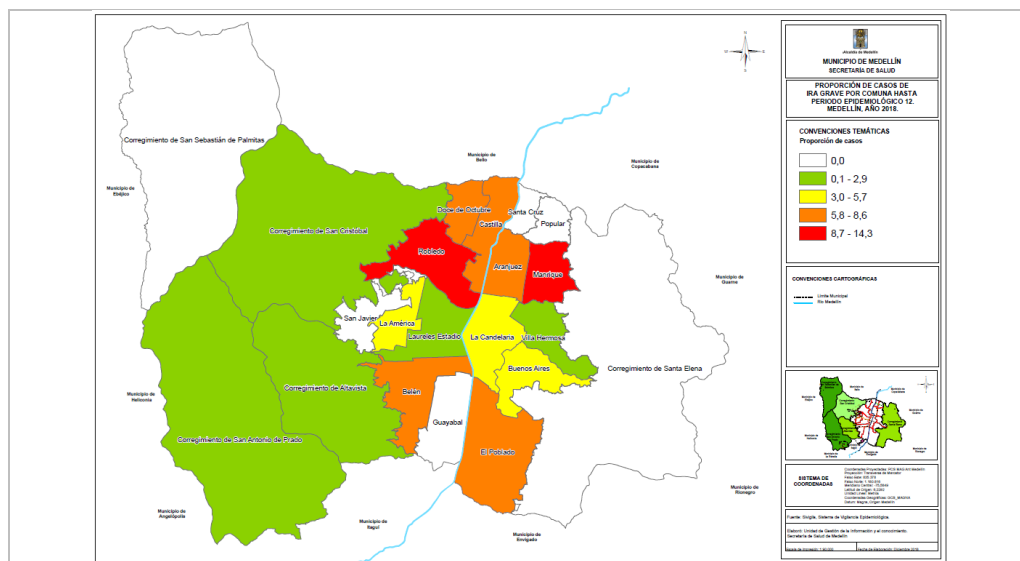 Alcaldía de Medellín
MUNICIPIO DE MEDELLÍN
SECRETARÍA DE SALUD
PROPORCIÓN DE CASOS DE
IRA GRAVE POR COMUNA HASTA
PERIODO EPIDEMIOLÓGICO 12.
MEDELLÍN, AÑO 2018.
CONVENCIONES TEMÁTICAS
Proporción de casos
0,0
0,1 - 2,9
3,0 - 5,7
5,8 - 8,6
8,7 - 14,3
CONVENCIONES CARTOGRÁFICAS
Límite Municipal
Río Medellín
SISTEMA DE
COORDENADAS
Fuente: Sivigila, Sistema de Vigilancia Epidemiológica.
Elaboró: Unidad de Gestión de la Información y el conocimiento.
Secretaría de Salud de Medellín
Corregimiento de San Sebastián de Palmitas
Municipio de
Bello
Municipio de
Copacabana
Municipio de
Ebéjico
Santa Cruz
Doce de Octubre
Popular
Castilla
Corregimiento de San Cristóbal
Robledo
Aranjuez
Manrique
Municipio de
Guarne
San Javier
La América
Laureles Estadio
La Candelaria
Villa Hermosa
Buenos Aires
Corregimiento de Santa Elena
Corregimiento de Altavista
Belén
Municipio de
Heliconia
Guayabal
Corregimiento de San Antonio de Prado
El Poblado
Municipio de
Rionegro
Municipio de
Angelópolis
Municipio de
Itagüí
Municipio de
Envigado